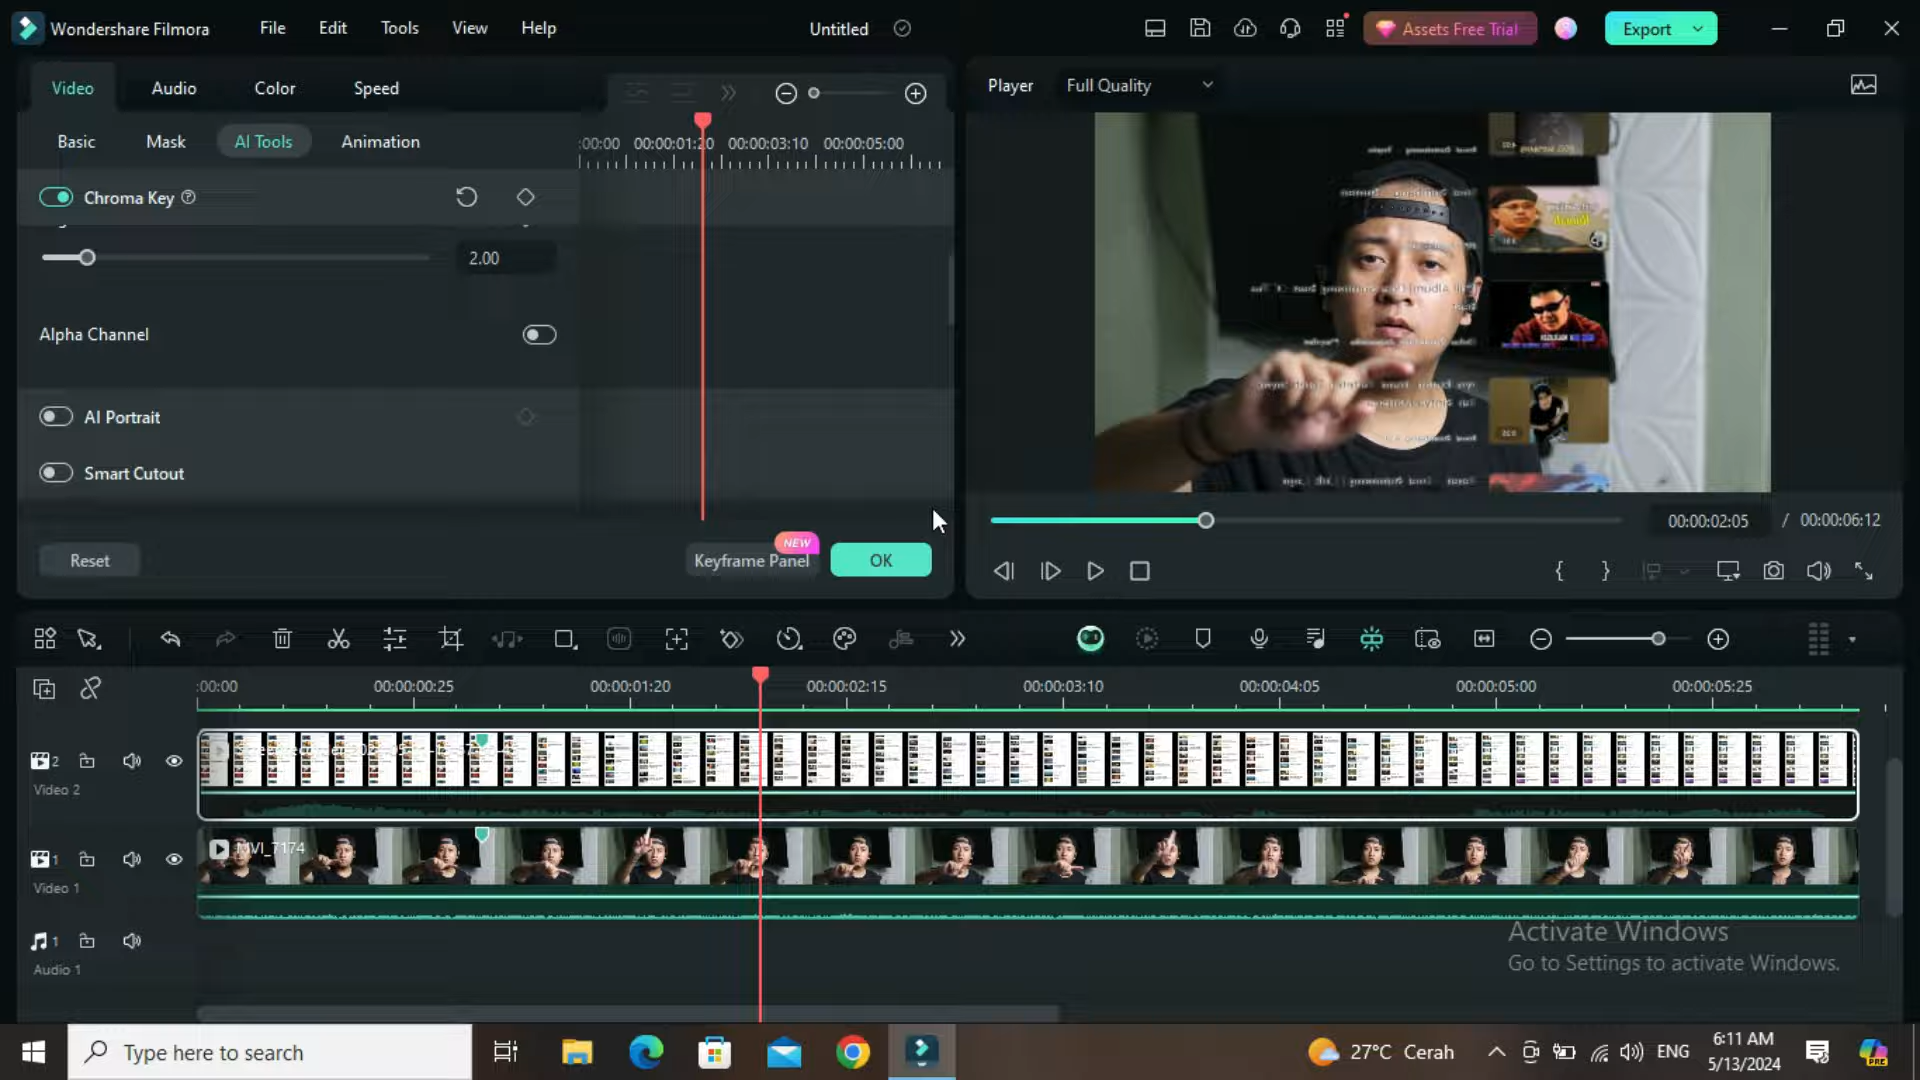 Wondershare Filmora File Edit Tools View Help Untitled Assets Free Trial Export
Video Audio Color Speed
Player Full Quality
Basic Mask AI Tools Animation
:00:00 00:00:01:20 00:00:03:10 00:00:05:00
Chroma Key
2.00
Alpha Channel
AI Portrait
Smart Cutout
NEW
Reset Keyframe Panel OK
00:00:02:05 / 00:00:06:12
{ }
:00:00 00:00:00:25 00:00:01:20 00:00:02:15 00:00:03:10 00:00:04:05 00:00:05:00 00:00:05:25
2
Video 2
1
MVI_7174
Video 1
1
Audio 1
Activate Windows
Go to Settings to activate Windows.
Type here to search
27°C Cerah
ENG
6:11 AM
5/13/2024
PRE